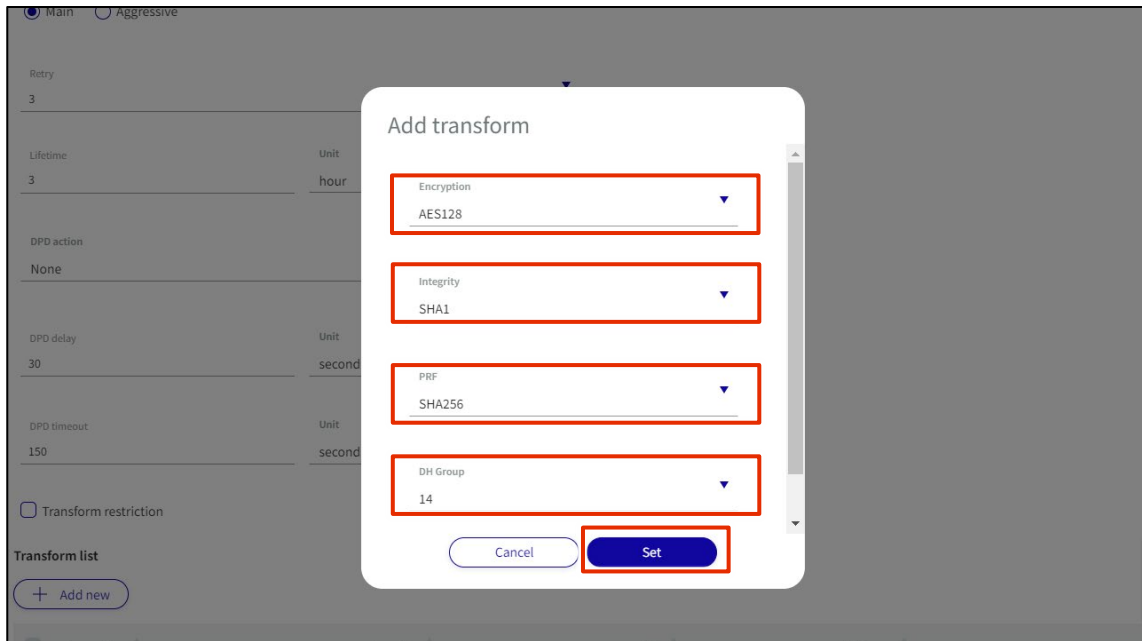 Main Aggressive
Retry
3
Lifetime Unit
3 hour
DPD action
None
DPD delay Unit
30 second
DPD timeout Unit
150 second
Transform restriction
Transform list
+ Add new
Add transform
Encryption
AES128
Integrity
SHA1
PRF
SHA256
DH Group
14
Cancel Set